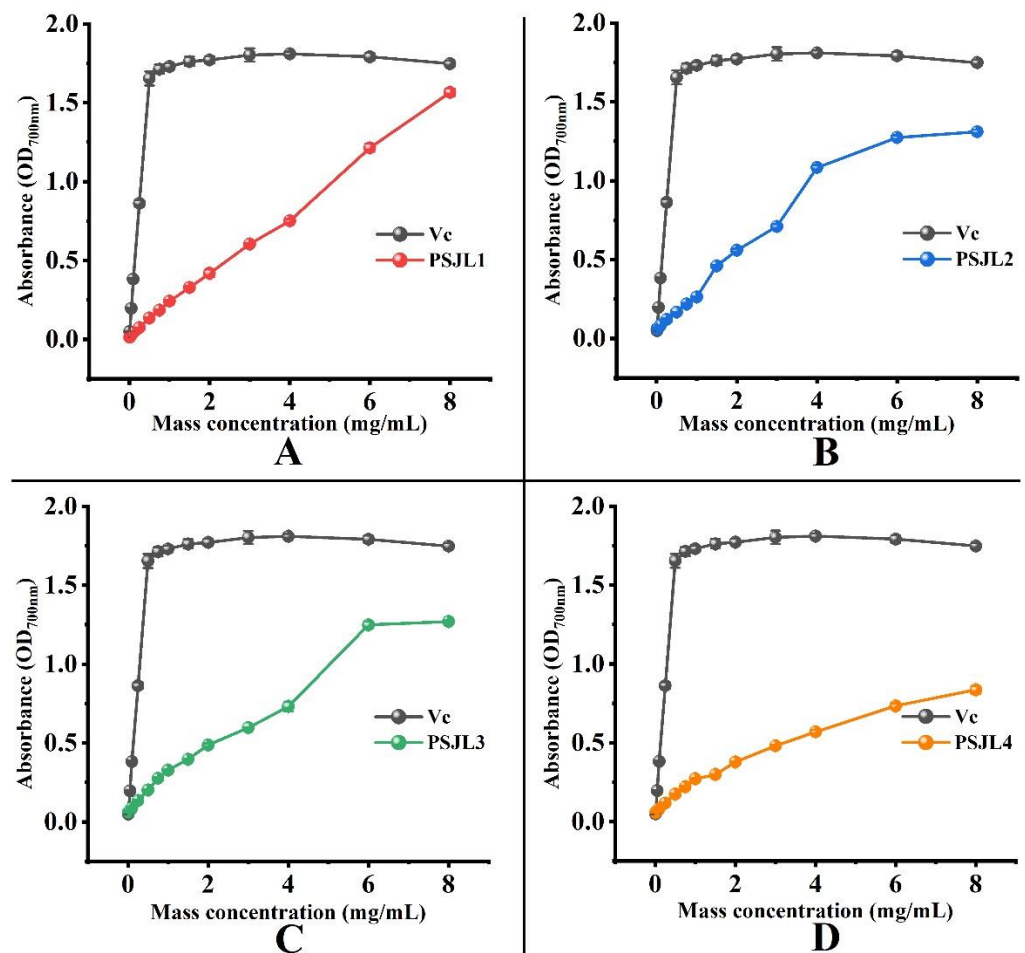 2.0
1.5
1.0
0.5
0.0
Absorbance (OD700nm)
Vc
PSJL1
0 2 4 6 8
Mass concentration (mg/mL)
A
2.0
1.5
1.0
0.5
0.0
Absorbance (OD700nm)
Vc
PSJL2
0 2 4 6 8
Mass concentration (mg/mL)
B
2.0
1.5
1.0
0.5
0.0
Absorbance (OD700nm)
Vc
PSJL3
0 2 4 6 8
Mass concentration (mg/mL)
C
2.0
1.5
1.0
0.5
0.0
Absorbance (OD700nm)
Vc
PSJL4
0 2 4 6 8
Mass concentration (mg/mL)
D